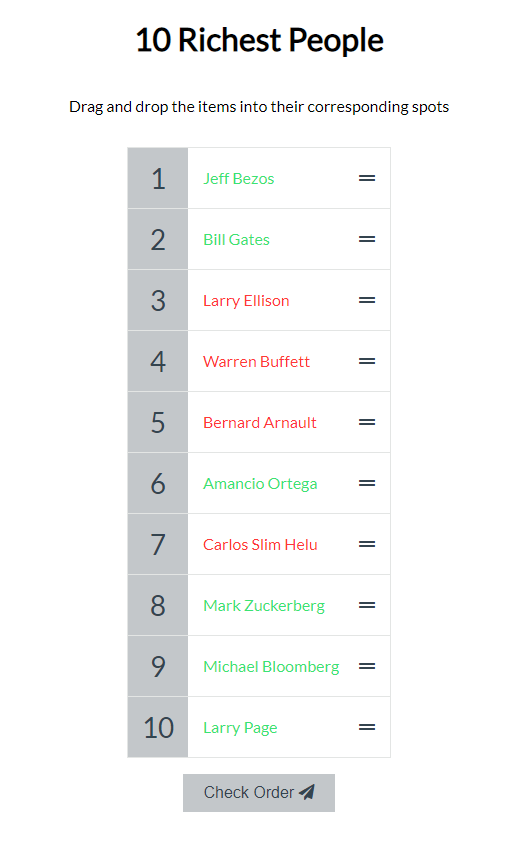 10 Richest People
Drag and drop the items into their corresponding spots
1 Jeff Bezos
2 Bill Gates
3 Larry Ellison
4 Warren Buffett
5 Bernard Arnault
6 Amancio Ortega
7 Carlos Slim Helu
8 Mark Zuckerberg
9 Michael Bloomberg
10 Larry Page
Check Order